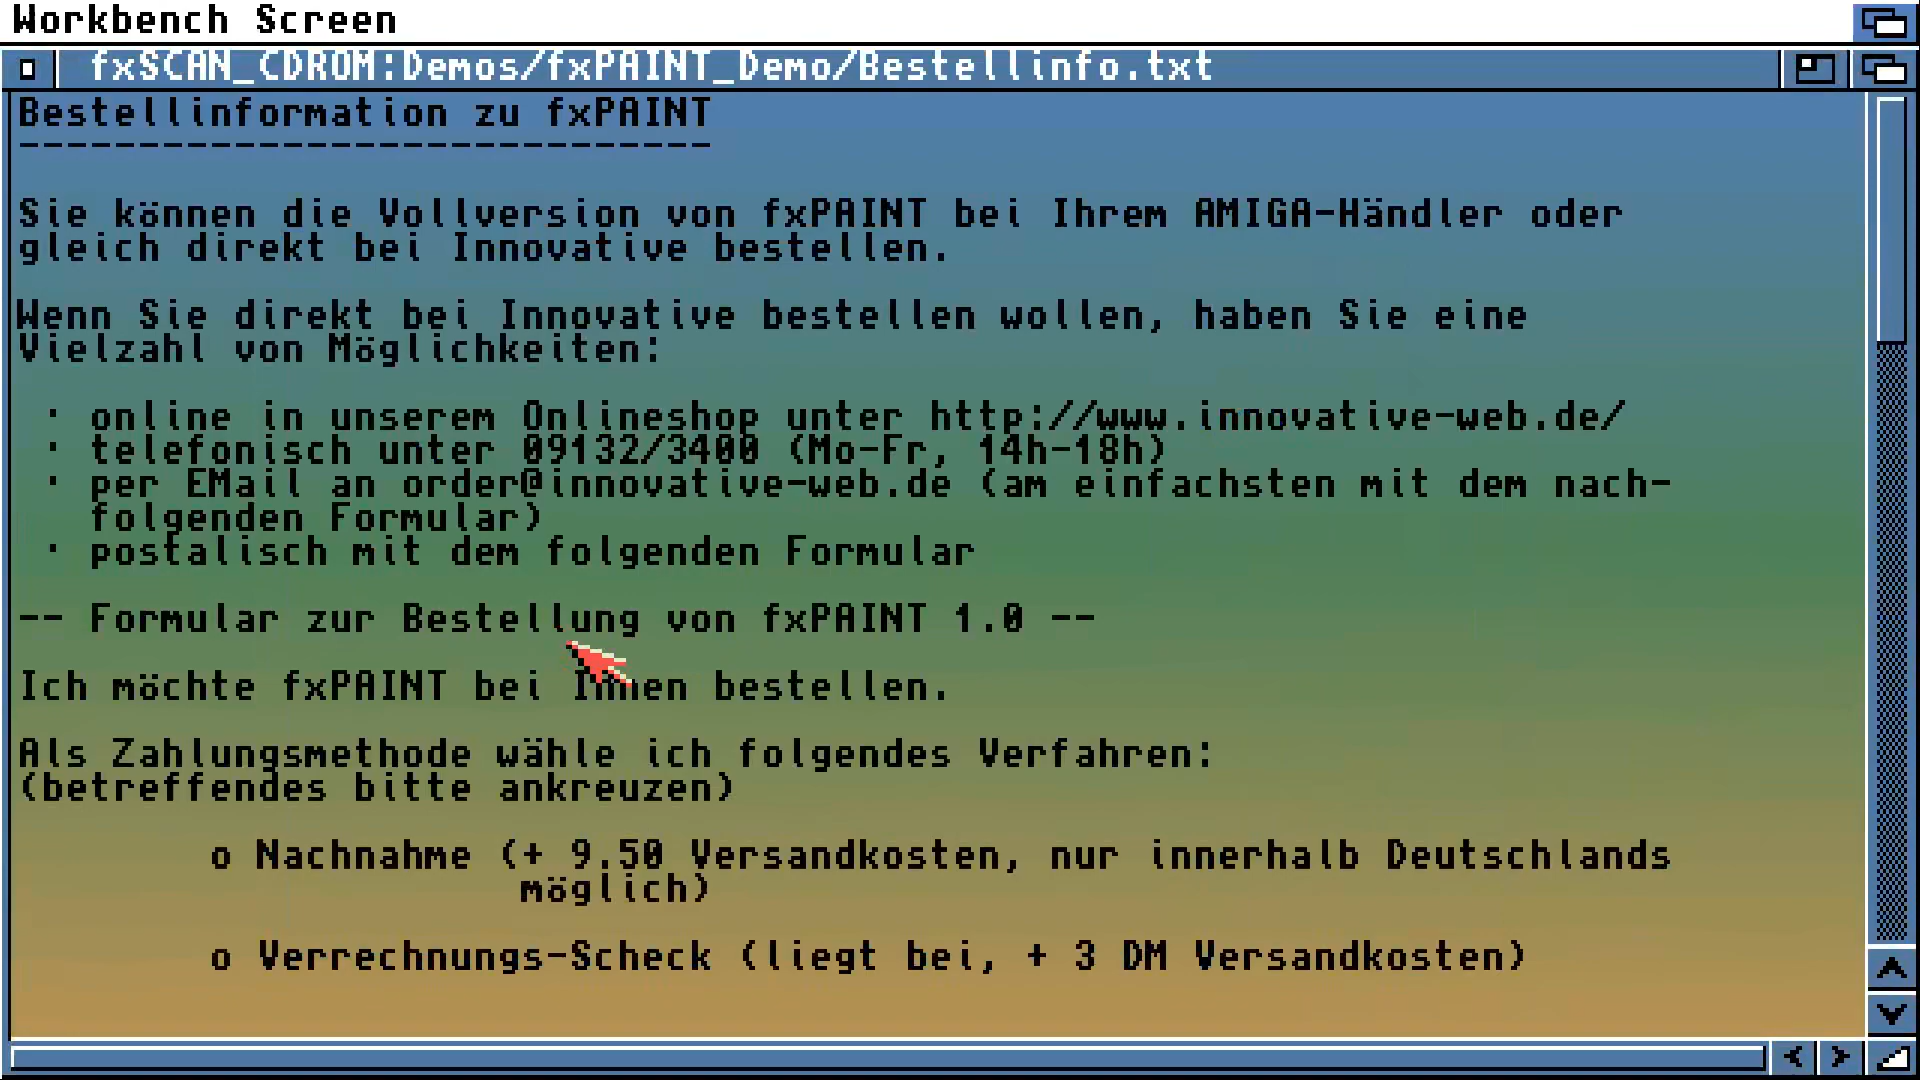 Workbench Screen
fxSCAN_CDROM:Demos/fxPAINT_Demo/Bestellinfo.txt
Bestellinformation zu fxPAINT
-----------------------------
Sie können die Vollversion von fxPAINT bei Ihrem AMIGA-Händler oder
gleich direkt bei Innovative bestellen.
Wenn Sie direkt bei Innovative bestellen wollen, haben Sie eine
Vielzahl von Möglichkeiten:
· online in unserem Onlineshop unter http://www.innovative-web.de/
· telefonisch unter 09132/3400 (Mo-Fr, 14h-18h)
· per EMail an order@innovative-web.de (am einfachsten mit dem nach-
folgenden Formular)
· postalisch mit dem folgenden Formular
-- Formular zur Bestellung von fxPAINT 1.0 --
Ich möchte fxPAINT bei Ihnen bestellen.
Als Zahlungsmethode wähle ich folgendes Verfahren:
(betreffendes bitte ankreuzen)
o Nachnahme (+ 9.50 Versandkosten, nur innerhalb Deutschlands
möglich)
o Verrechnungs-Scheck (liegt bei, + 3 DM Versandkosten)